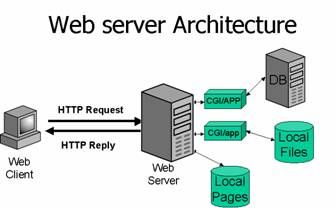 Web server Architecture
DB
CGI/APP
HTTP Request
CGI/app
HTTP Reply
Local
Files
Web
Client
Web
Server
Local
Pages